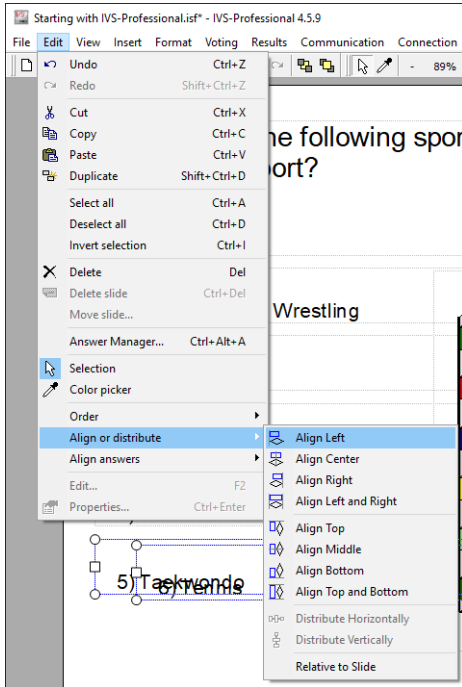 Starting with IVS-Professional.isf* - IVS-Professional 4.5.9
File Edit View Insert Format Voting Results Communication Connection
89%
Undo Ctrl+Z
Redo Shift+Ctrl+Z
Cut Ctrl+X
Copy Ctrl+C
Paste Ctrl+V
Duplicate Shift+Ctrl+D
Select all Ctrl+A
Deselect all Ctrl+D
Invert selection Ctrl+I
Delete Del
Delete slide Ctrl+Del
Move slide...
Answer Manager... Ctrl+Alt+A
Selection
Color picker
Order
Align or distribute
Align answers
Edit... F2
Properties... Ctrl+Enter
Align Left
Align Center
Align Right
Align Left and Right
Align Top
Align Middle
Align Bottom
Align Top and Bottom
Distribute Horizontally
Distribute Vertically
Relative to Slide
following spor
ort?
Wrestling
5) Taekwondo
6) Tennis